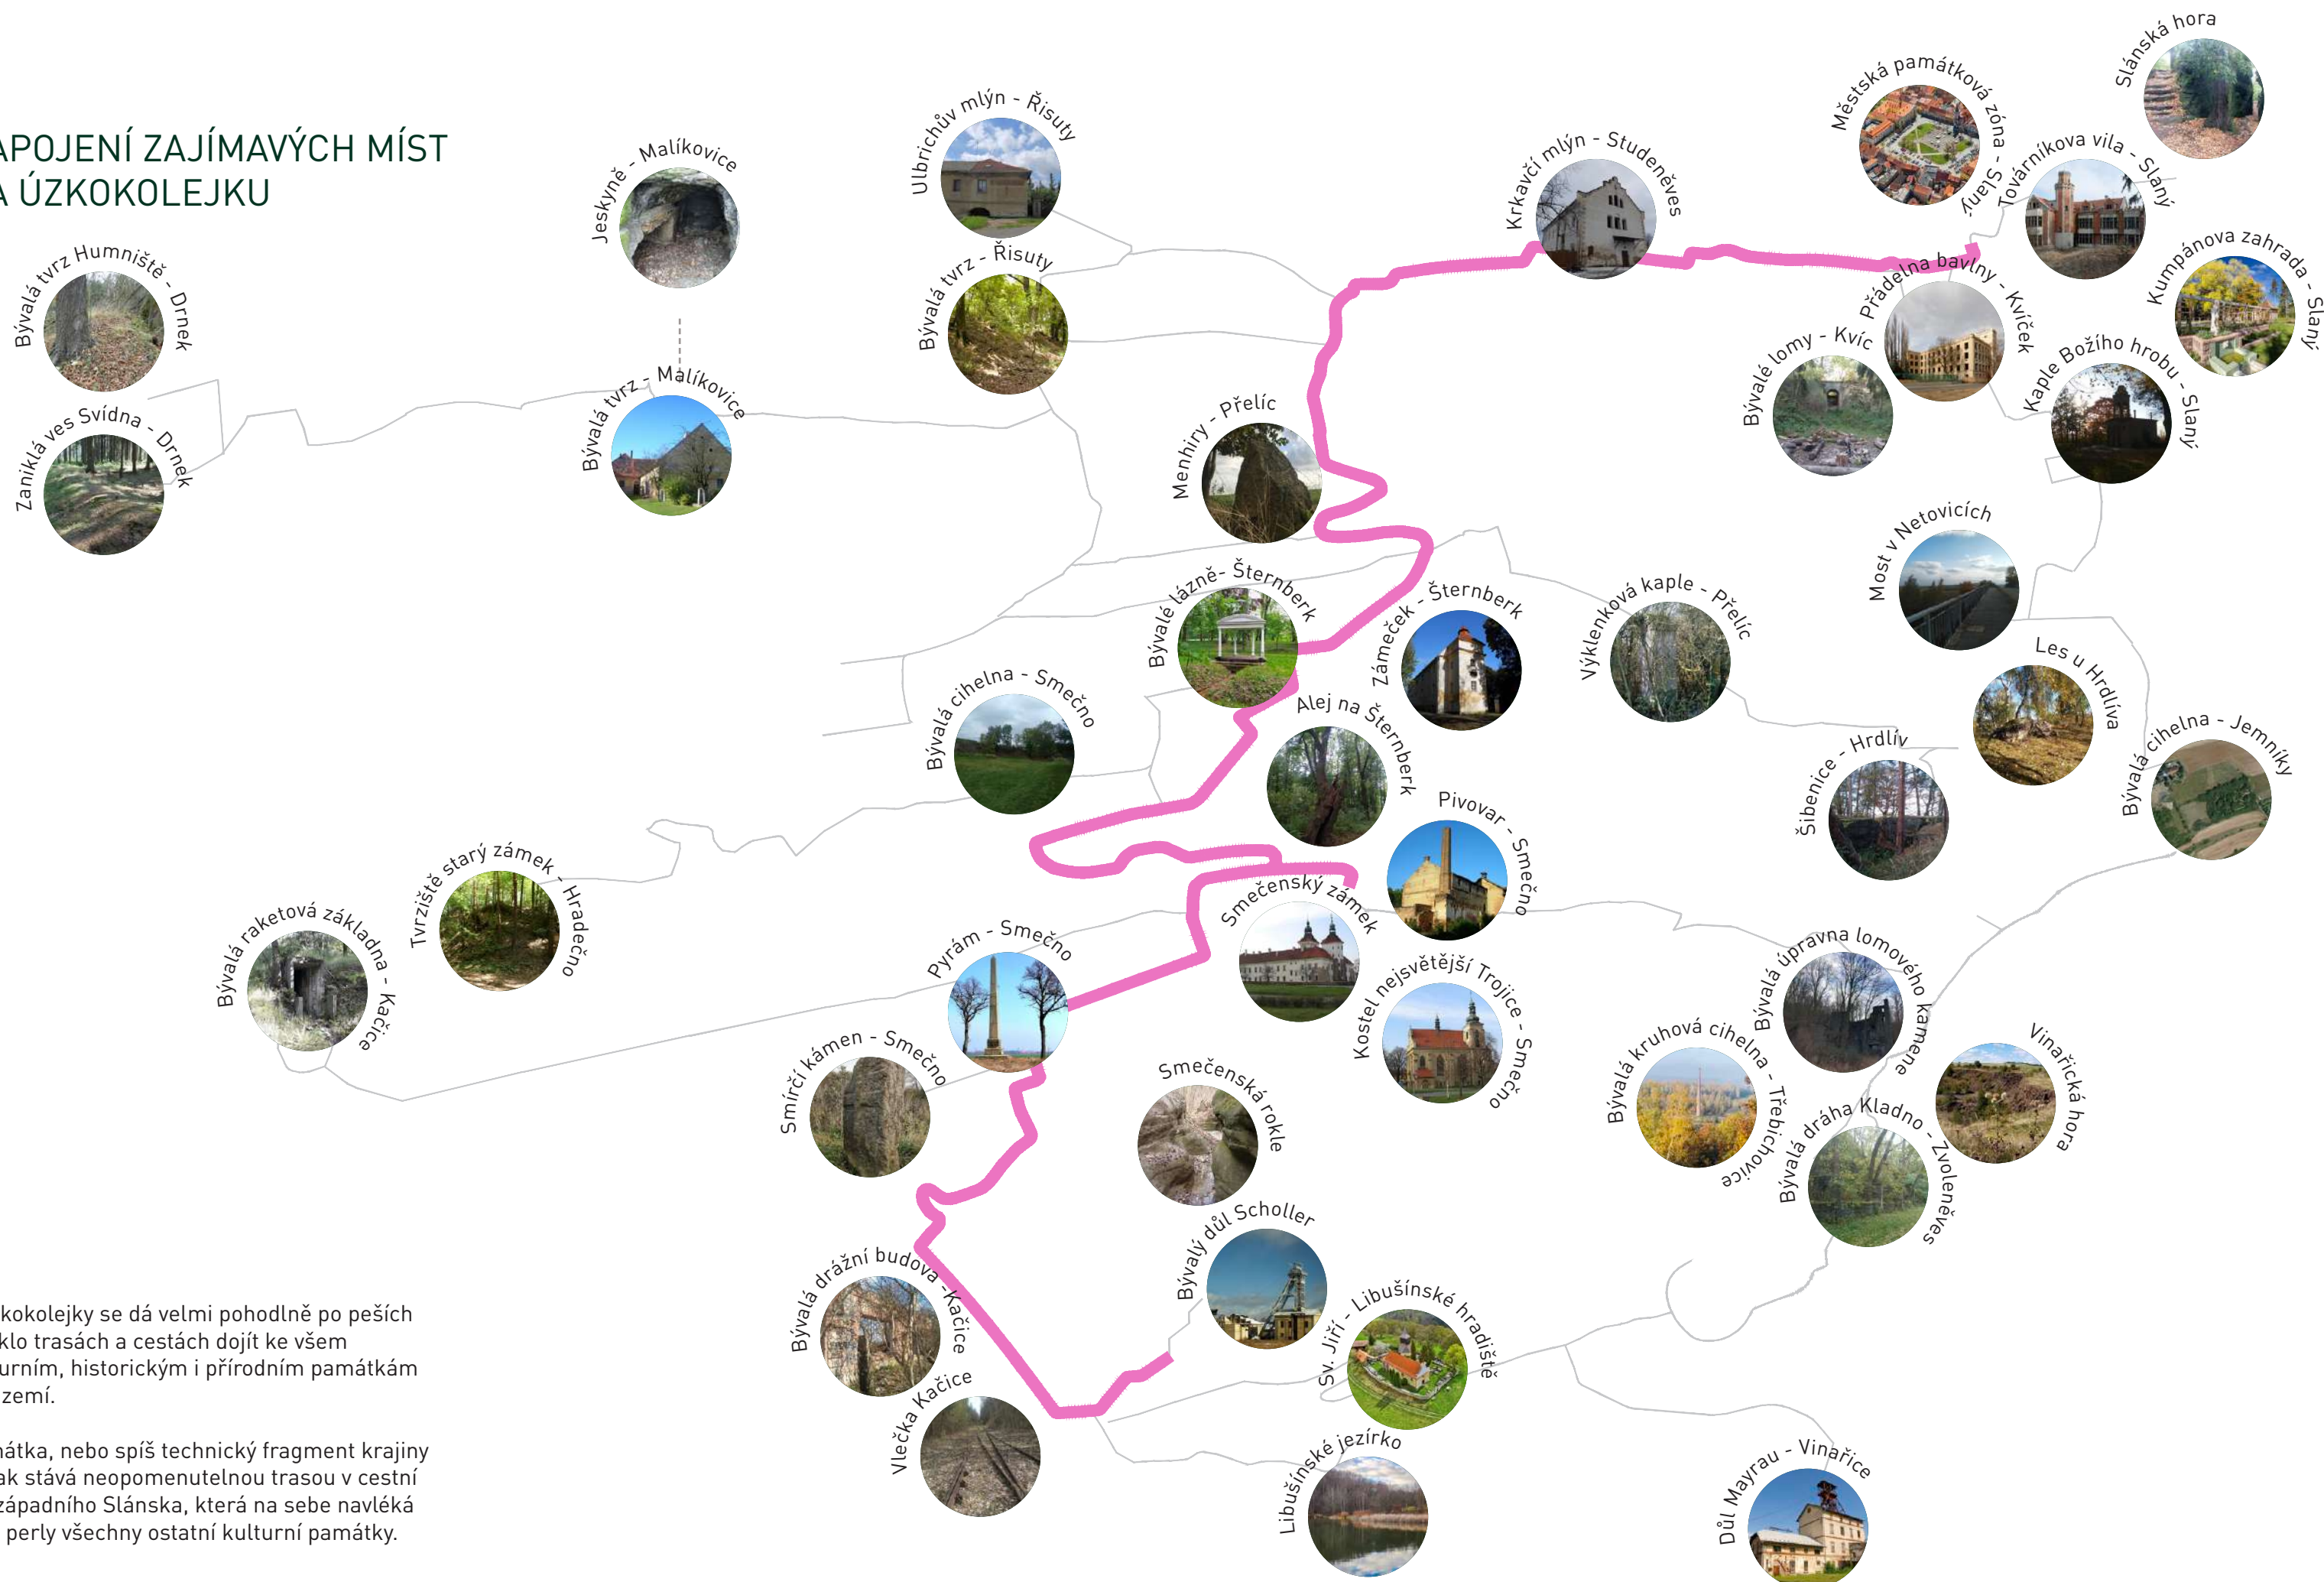 APOJENÍ ZAJÍMAVÝCH MÍST
A ÚZKOKOLEJKU
Slánská hora
Městská památková zóna - Slaný
Továrníkova vila - Slaný
Ulbrichův mlýn - Řisuty
Krkavčí mlýn - Studeněves
Jeskyně - Malíkovice
Kumpánova zahrada - Slaný
Bývalá tvrz Humniště - Drnek
Bývalá tvrz - Řisuty
Přádelna bavlny - Kvíček
Bývalé lomy - Kvíc
Kaple Božího hrobu - Slaný
Bývalá tvrz - Malíkovice
Zaniklá ves Svídna - Drnek
Menhiry - Přelíc
Most v Netovicích
Bývalé lázně- Šternberk
Zámeček - Šternberk
Výklenková kaple - Přelíc
Les u Hrdlíva
Bývalá cihelna - Smečno
Alej na Šternberk
Šibenice - Hrdlív
Bývalá cihelna - Jemníky
Pivovar - Smečno
Tvrziště starý zámek - Hradečno
Bývalá raketová základna - Kačice
Smečenský zámek
Pyrám - Smečno
Bývalá úpravna lomového kamene
Kostel nejsvětější Trojice - Smečno
Bývalá kruhová cihelna - Třebichovice
Vinařická hora
Smírčí kámen - Smečno
Smečenská rokle
Bývalá dráha Kladno - Zvoleněves
Bývalý důl Scholler
Bývalá drážní budova -Kačice
Sv. Jiří - Libušínské hradiště
Vlečka Kačice
Libušínské jezírko
Důl Mayrau - Vinařice
kokolejky se dá velmi pohodlně po peších
klo trasách a cestách dojít ke všem
urním, historickým i přírodním památkám
zemí.
nátka, nebo spíš technický fragment krajiny
ak stává neopomenutelnou trasou v cestní
západního Slánska, která na sebe navléká
perly všechny ostatní kulturní památky.